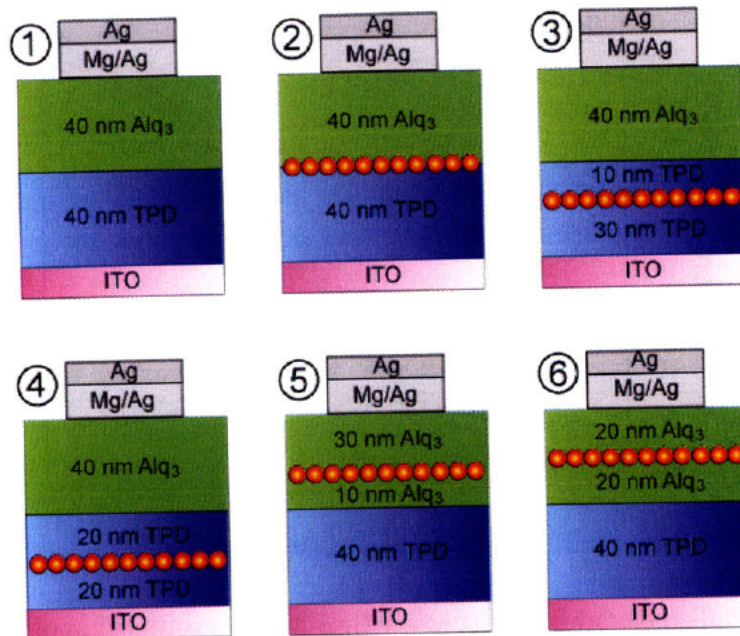 1
Ag
Mg/Ag
40 nm Alq₃
40 nm TPD
ITO
2
Ag
Mg/Ag
40 nm Alq₃
40 nm TPD
ITO
3
Ag
Mg/Ag
40 nm Alq₃
10 nm TPD
30 nm TPD
ITO
4
Ag
Mg/Ag
40 nm Alq₃
20 nm TPD
20 nm TPD
ITO
5
Ag
Mg/Ag
30 nm Alq₃
10 nm Alq₃
40 nm TPD
ITO
6
Ag
Mg/Ag
20 nm Alq₃
20 nm Alq₃
40 nm TPD
ITO